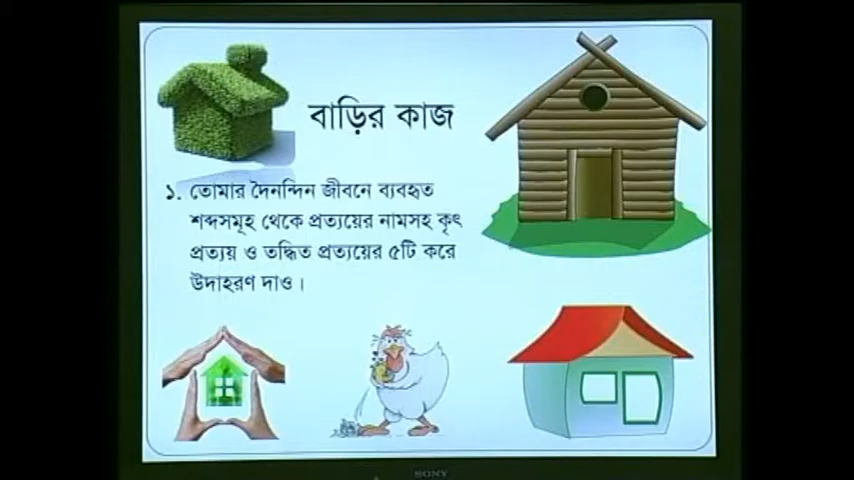 বাড়ির কাজ
১. তোমার দৈনন্দিন জীবনে ব্যবহৃত
শব্দসমূহ থেকে প্রত্যয়ের নামসহ কৃৎ
প্রত্যয় ও তদ্ধিত প্রত্যয়ের ৫টি করে
উদাহরণ দাও।
SONY